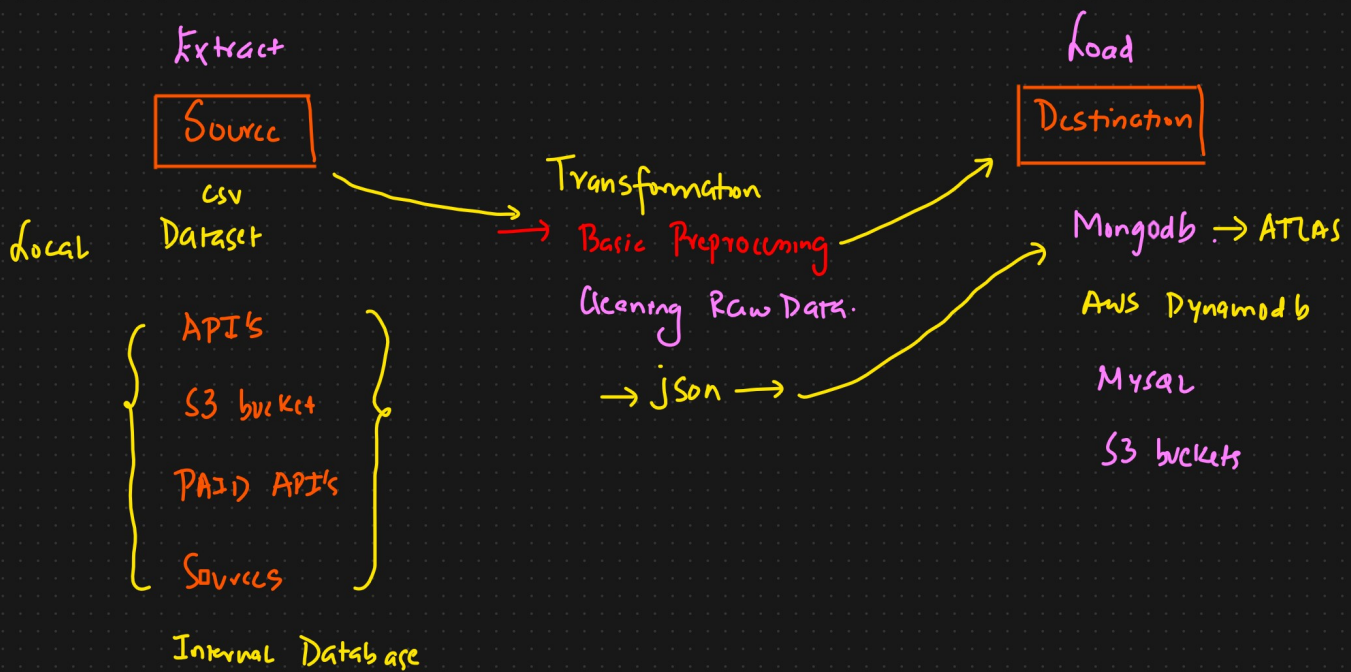 Extract
Source
CSV
Local Dataset
API's
S3 bucket
PAID API's
Sources
Internal Database
Transformation
→ Basic Preprocessing
Cleaning Raw Data.
→ json →
Load
Destination
Mongodb. → ATLAS
AWS Dynamodb
Mysql
S3 buckets